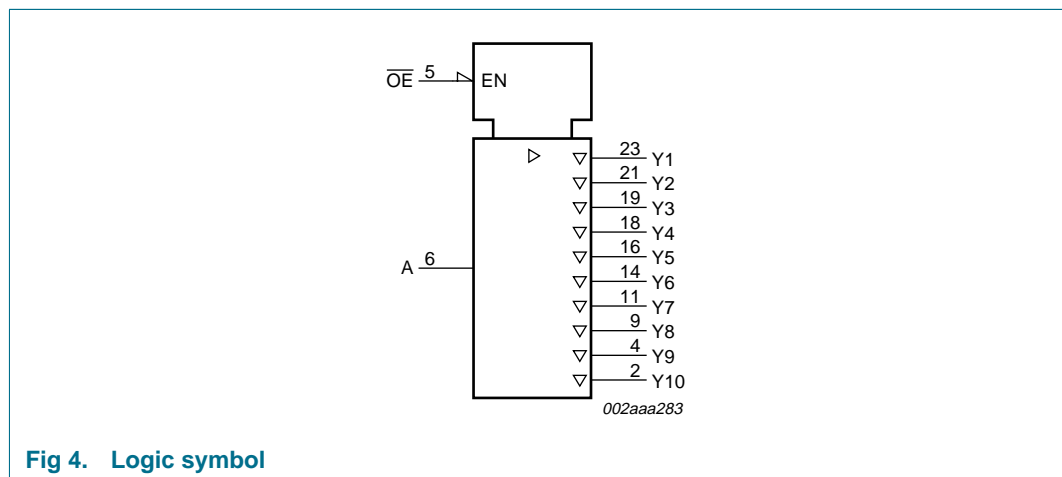 O̅E̅ 5 EN
23 Y1
21 Y2
19 Y3
18 Y4
16 Y5
A 6
14 Y6
11 Y7
9 Y8
4 Y9
2 Y10
002aaa283
Fig 4. Logic symbol